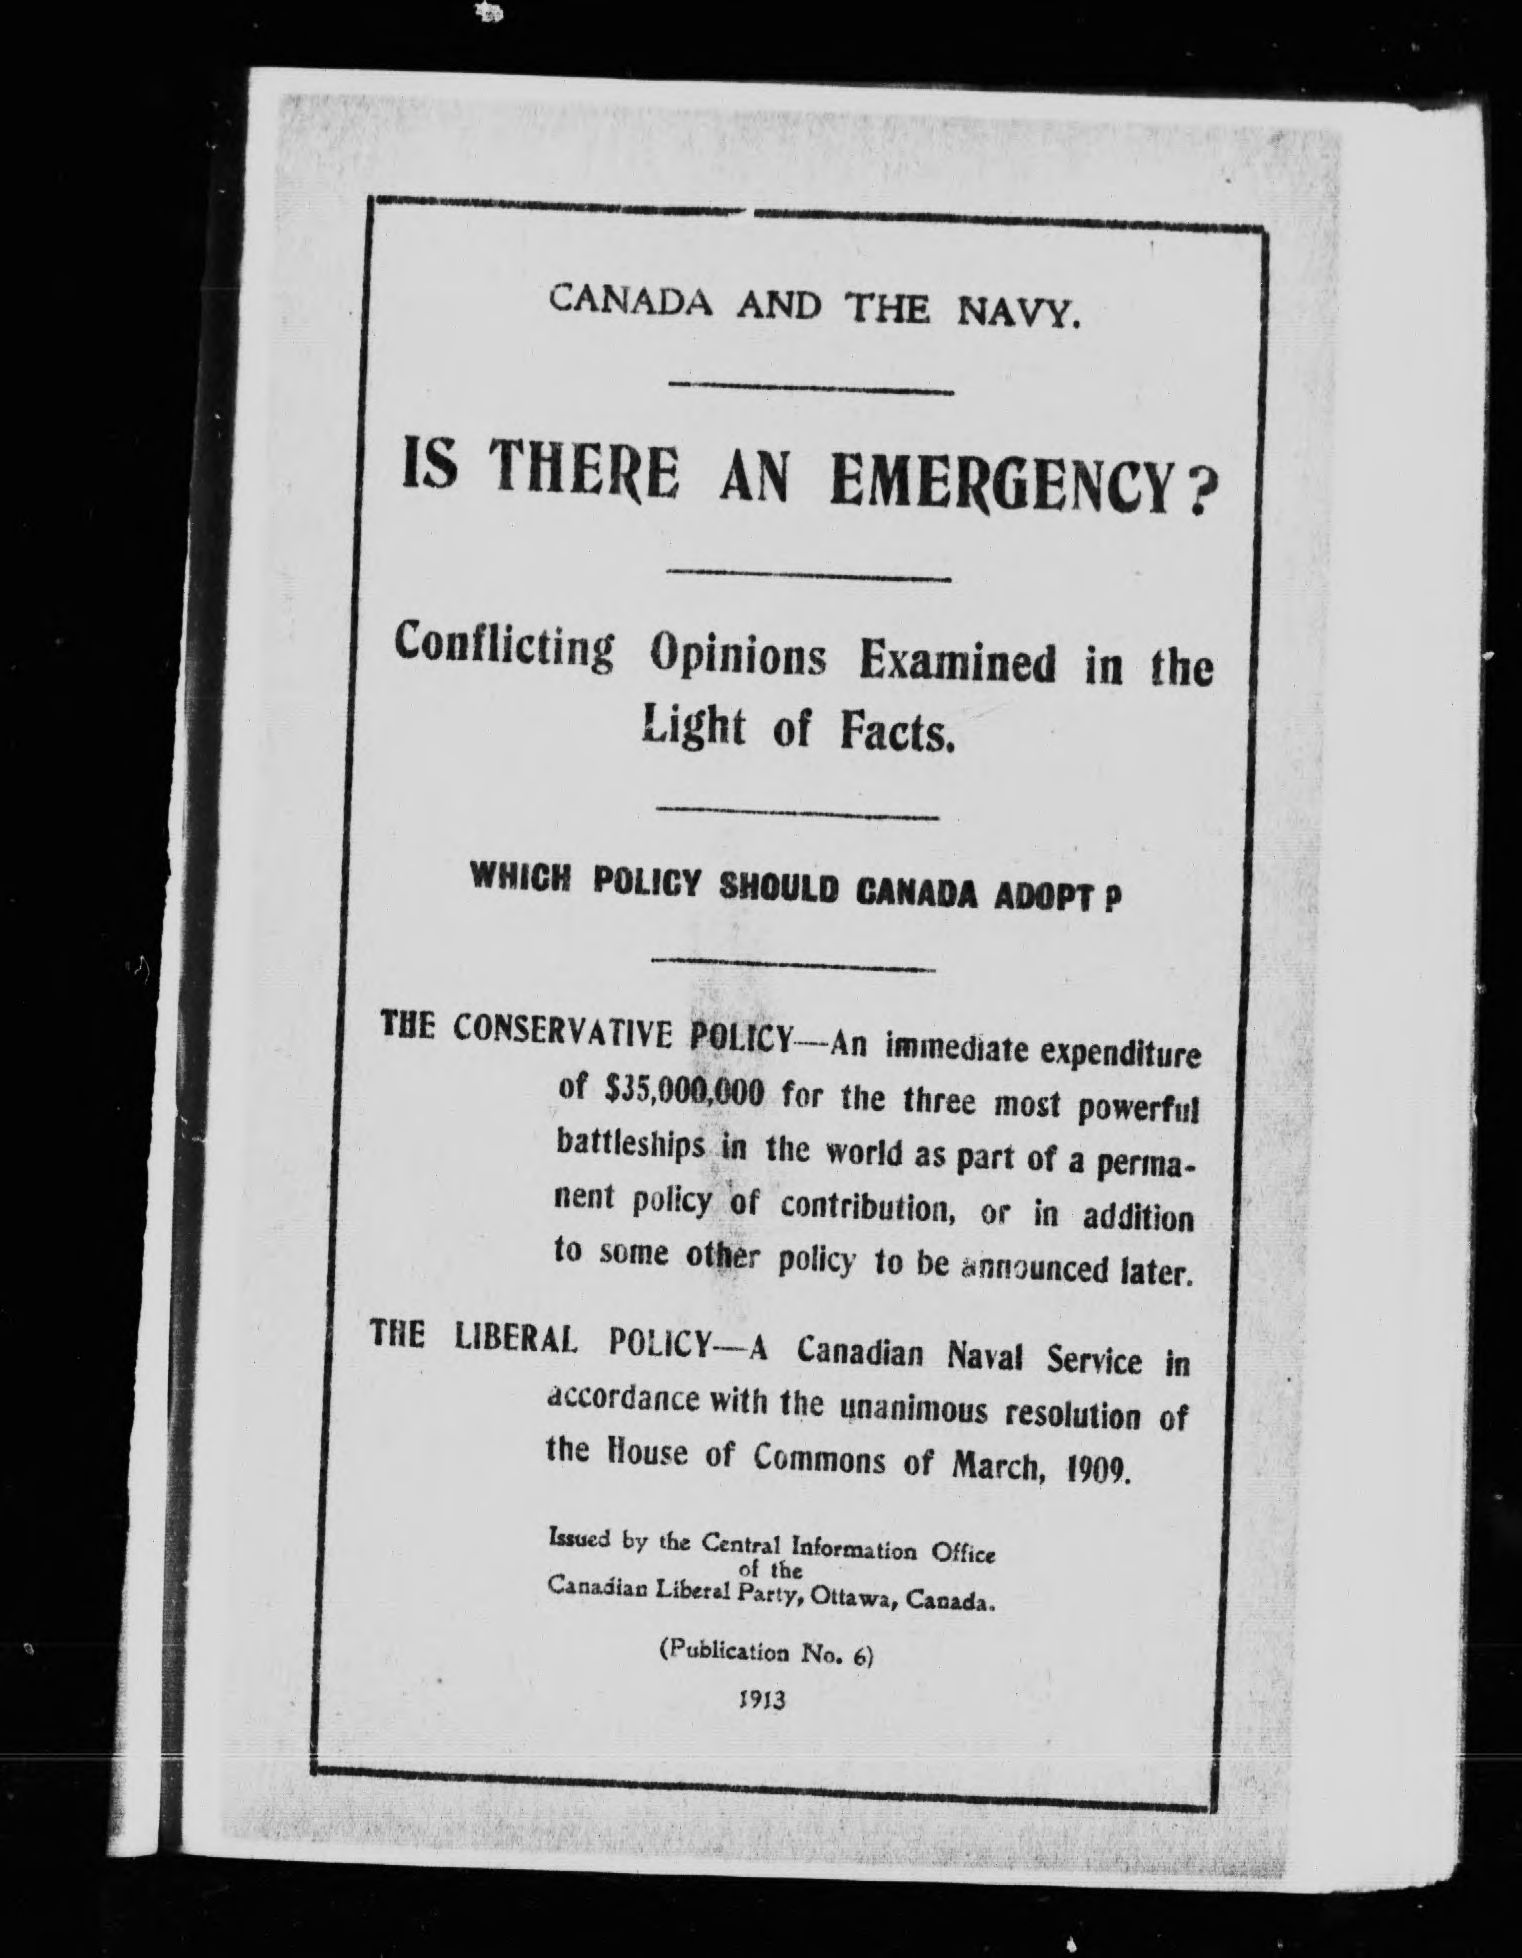 CANADA AND THE NAVY.
IS THERE AN EMERGENCY?
Conflicting Opinions Examined in the
Light of Facts.
WHICH POLICY SHOULD CANADA ADOPT?
THE CONSERVATIVE POLICY—An immediate expenditure
of $35,000,000 for the three most powerful
battleships in the world as part of a perma-
nent policy of contribution, or in addition
to some other policy to be announced later.
THE LIBERAL POLICY—A Canadian Naval Service in
accordance with the unanimous resolution of
the House of Commons of March, 1909.
Issued by the Central Information Office
of the
Canadian Liberal Party, Ottawa, Canada.
(Publication No. 6)
1913